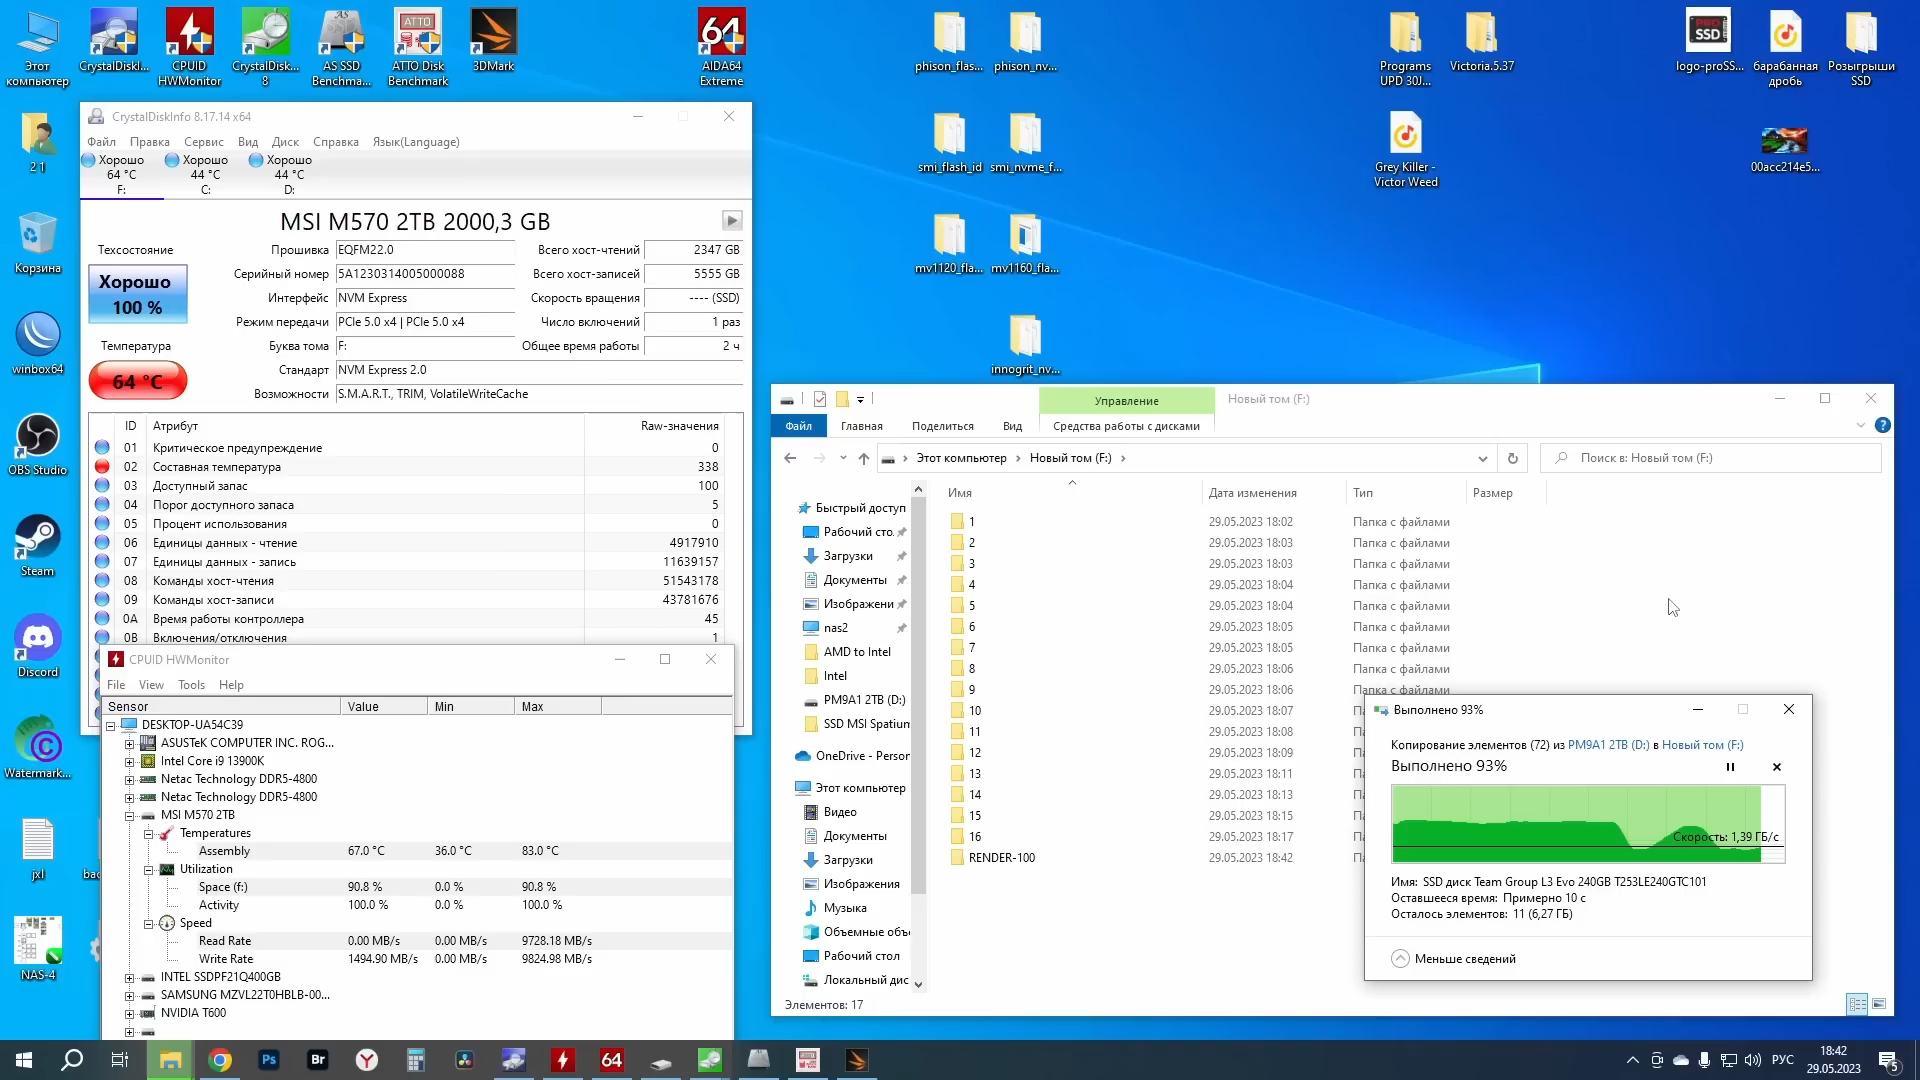 Этот
компьютер
CrystalDiskI...
CPUID
HWMonitor
CrystalDisk...
8
AS SSD
Benchma...
ATTO Disk
Benchmark
3DMark
64
AIDA64
Extreme
phison_flas...
phison_nv...
Programs
UPD 30J...
Victoria.5.37
PRO
SSD
logo-proSS...
барабанная
дробь
Розыгрыши
SSD
2 1
smi_flash_id
smi_nvme_f...
Grey Killer -
Victor Weed
00acc214e5...
Корзина
mv1120_fla...
mv1160_fla...
winbox64
innogrit_nv...
OBS Studio
Steam
Discord
Watermark...
jxl
NAS-4
CrystalDiskInfo 8.17.14 x64
Файл Правка Сервис Вид Диск Справка Язык(Language)
Хорошо Хорошо Хорошо
64 °C 44 °C 44 °C
F: C: D:
MSI M570 2TB 2000,3 GB
Техсостояние
Хорошо
100 %
Температура
64 °C
Прошивка EQFM22.0 Всего хост-чтений 2347 GB
Серийный номер 5A1230314005000088 Всего хост-записей 5555 GB
Интерфейс NVM Express Скорость вращения ---- (SSD)
Режим передачи PCIe 5.0 x4 | PCIe 5.0 x4 Число включений 1 раз
Буква тома F: Общее время работы 2 ч
Стандарт NVM Express 2.0
Возможности S.M.A.R.T., TRIM, VolatileWriteCache
ID Атрибут Raw-значения
01 Критическое предупреждение 0
02 Составная температура 338
03 Доступный запас 100
04 Порог доступного запаса 5
05 Процент использования 0
06 Единицы данных - чтение 4917910
07 Единицы данных - запись 11639157
08 Команды хост-чтения 51543178
09 Команды хост-записи 43781676
0A Время работы контроллера 45
0B Включения/отключения 1
CPUID HWMonitor
File View Tools Help
Sensor Value Min Max
DESKTOP-UA54C39
ASUSTeK COMPUTER INC. ROG...
Intel Core i9 13900K
Netac Technology DDR5-4800
Netac Technology DDR5-4800
MSI M570 2TB
Temperatures
Assembly 67.0 °C 36.0 °C 83.0 °C
Utilization
Space (f:) 90.8 % 0.0 % 90.8 %
Activity 100.0 % 0.0 % 100.0 %
Speed
Read Rate 0.00 MB/s 0.00 MB/s 9728.18 MB/s
Write Rate 1494.90 MB/s 0.00 MB/s 9824.98 MB/s
INTEL SSDPF21Q400GB
SAMSUNG MZVL22T0HBLB-00...
NVIDIA T600
Управление Новый том (F:)
Файл Главная Поделиться Вид Средства работы с дисками
Этот компьютер Новый том (F:) Поиск в: Новый том (F:)
Быстрый доступ
Рабочий сто.
Загрузки
Документы
Изображени
nas2
AMD to Intel
Intel
PM9A1 2TB (D:)
SSD MSI Spatium
OneDrive - Person
Этот компьютер
Видео
Документы
Загрузки
Изображения
Музыка
Объемные объ
Рабочий стол
Локальный дис
Имя Дата изменения Тип Размер
1 29.05.2023 18:02 Папка с файлами
2 29.05.2023 18:03 Папка с файлами
3 29.05.2023 18:03 Папка с файлами
4 29.05.2023 18:04 Папка с файлами
5 29.05.2023 18:04 Папка с файлами
6 29.05.2023 18:05 Папка с файлами
7 29.05.2023 18:05 Папка с файлами
8 29.05.2023 18:06 Папка с файлами
9 29.05.2023 18:06 Папка с файлами
10 29.05.2023 18:07
11 29.05.2023 18:08
12 29.05.2023 18:09
13 29.05.2023 18:11
14 29.05.2023 18:13
15 29.05.2023 18:15
16 29.05.2023 18:17
RENDER-100 29.05.2023 18:42
Элементов: 17
Выполнено 93%
Копирование элементов (72) из PM9A1 2TB (D:) в Новый том (F:)
Выполнено 93%
Скорость: 1,39 ГБ/с
Имя: SSD диск Team Group L3 Evo 240GB T253LE240GTC101
Оставшееся время: Примерно 10 с
Осталось элементов: 11 (6,27 ГБ)
Меньше сведений
Ps
Br
64
РУС
18:42
29.05.2023
5